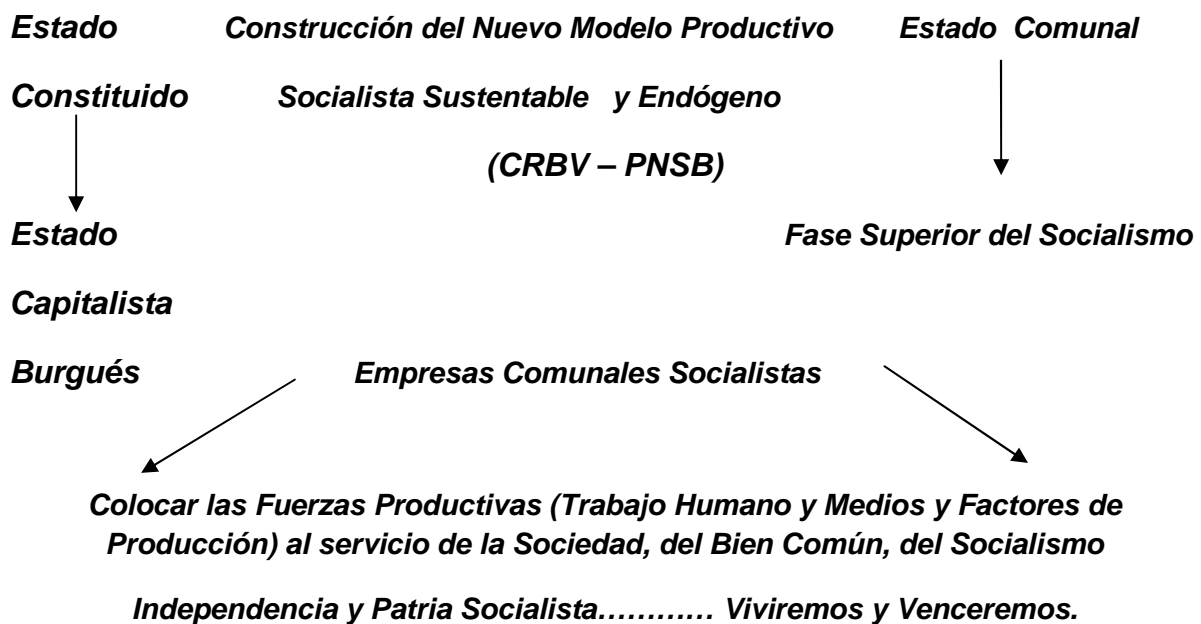 Estado Construcción del Nuevo Modelo Productivo Estado Comunal
Constituido Socialista Sustentable y Endógeno
(CRBV – PNSB)
Estado Fase Superior del Socialismo
Capitalista
Burgués Empresas Comunales Socialistas
Colocar las Fuerzas Productivas (Trabajo Humano y Medios y Factores de
Producción) al servicio de la Sociedad, del Bien Común, del Socialismo
Independencia y Patria Socialista………… Viviremos y Venceremos.